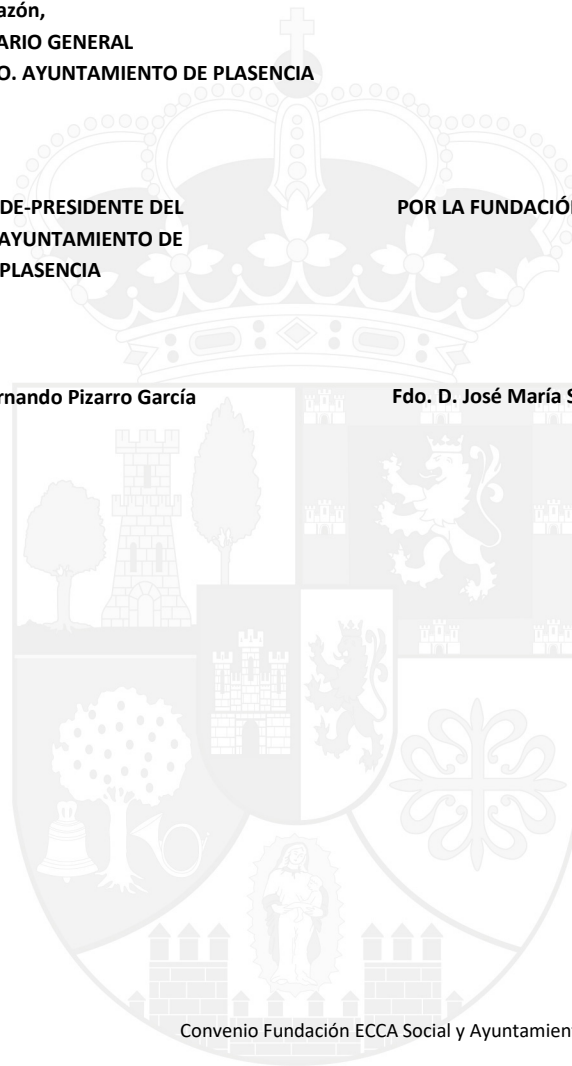 azón,
ARIO GENERAL
O. AYUNTAMIENTO DE PLASENCIA
DE-PRESIDENTE DEL
AYUNTAMIENTO DE
PLASENCIA
POR LA FUNDACIÓN
rnando Pizarro García
Fdo. D. José María S
Convenio Fundación ECCA Social y Ayuntamien